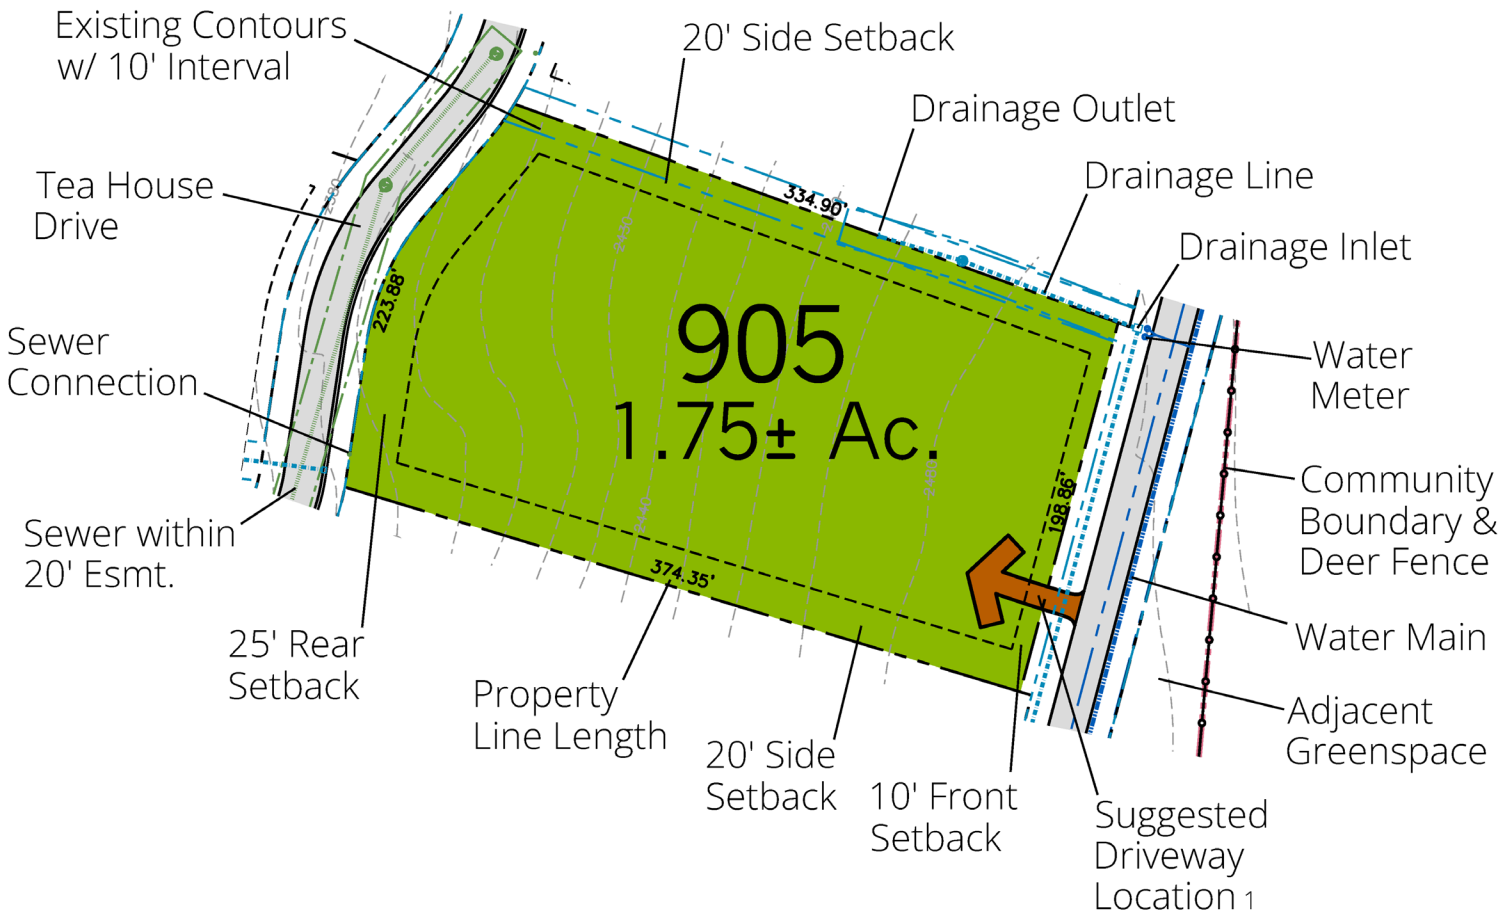 Existing Contours
w/ 10' Interval
20' Side Setback
Drainage Outlet
Drainage Line
Drainage Inlet
Tea House
Drive
2380
334.90'
2430
223.88'
905
1.75± Ac.
Sewer
Connection
Water
Meter
2440
198.86'
Community
Boundary &
Deer Fence
Sewer within
20' Esmt.
374.35'
25' Rear
Setback
Property
Line Length
20' Side
Setback
10' Front
Setback
Water Main
Adjacent
Greenspace
Suggested
Driveway
Location 1